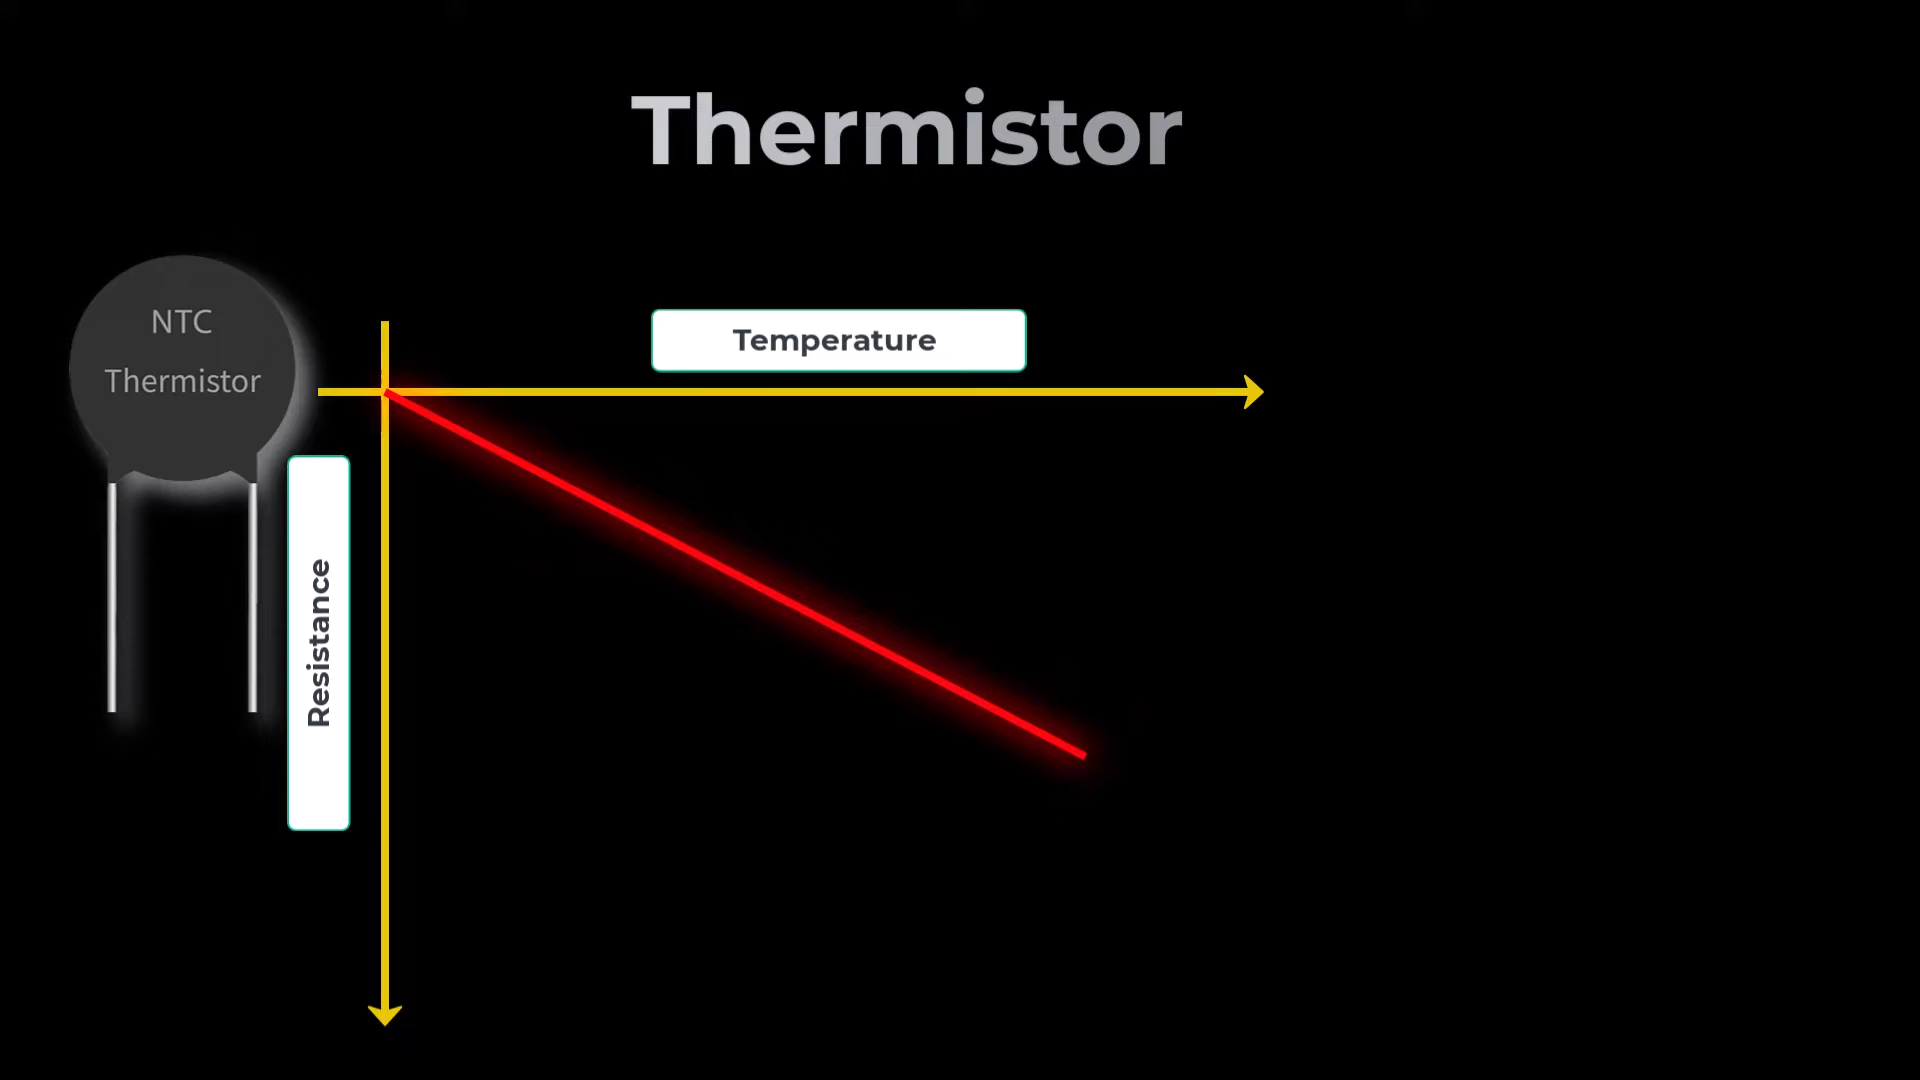 Thermistor
NTC
Thermistor
Temperature
Resistance